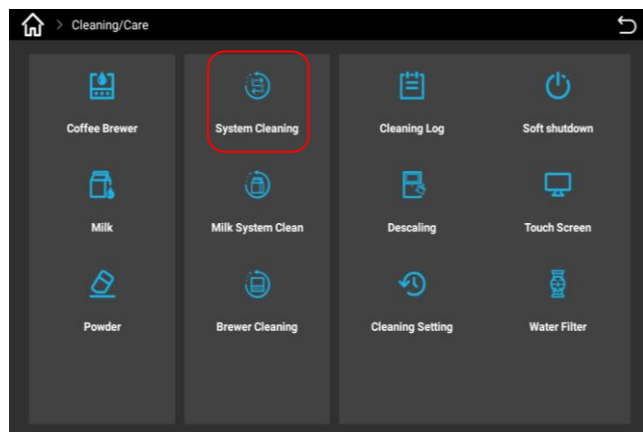 > Cleaning/Care
Coffee Brewer
System Cleaning
Cleaning Log
Soft shutdown
Milk
Milk System Clean
Descaling
Touch Screen
Powder
Brewer Cleaning
Cleaning Setting
Water Filter